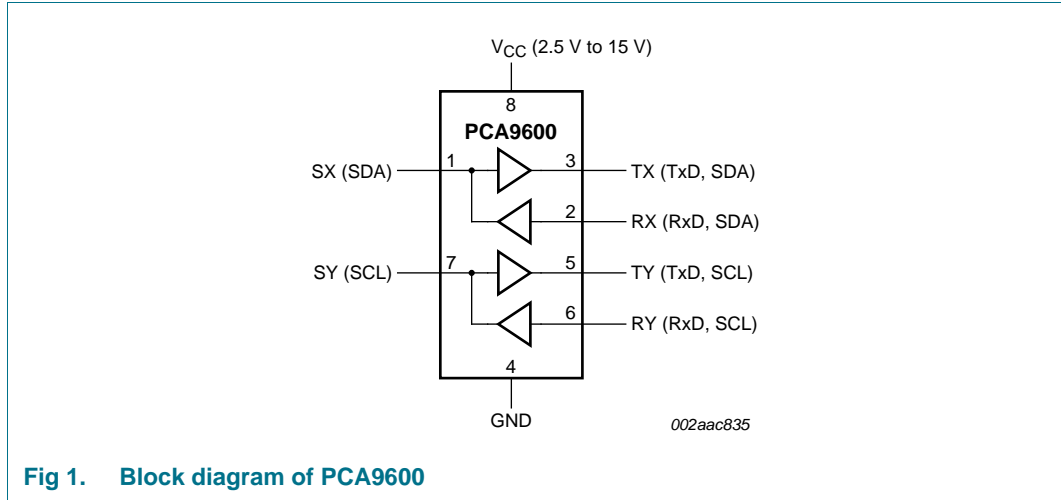 VCC (2.5 V to 15 V)
8
PCA9600
SX (SDA) 1 3 TX (TxD, SDA)
2 RX (RxD, SDA)
SY (SCL) 7 5 TY (TxD, SCL)
6 RY (RxD, SCL)
4
GND
002aac835
Fig 1. Block diagram of PCA9600